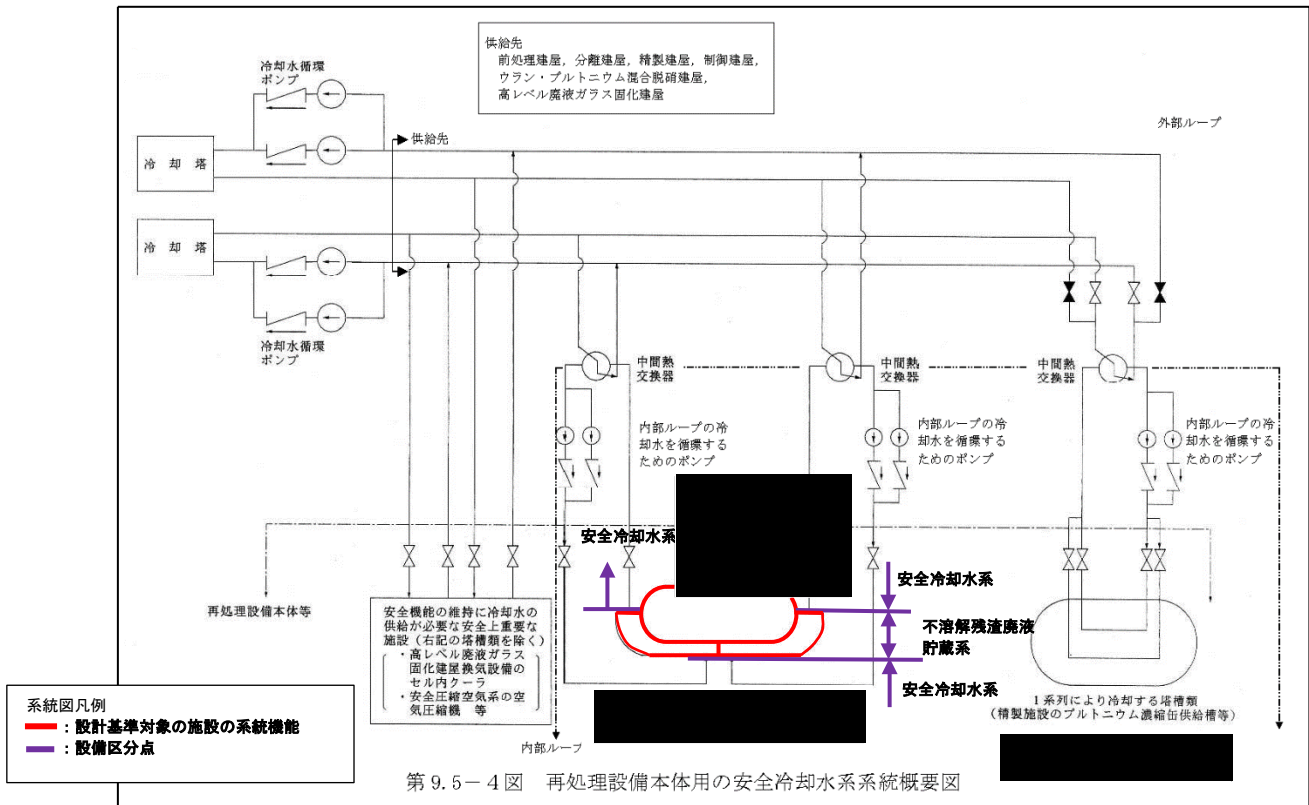 供給先
前処理建屋，分離建屋，精製建屋，制御建屋，
ウラン・プルトニウム混合脱硝建屋，
高レベル廃液ガラス固化建屋
冷却水循環
ポンプ
供給先
外部ループ
冷却塔
冷却塔
冷却水循環
ポンプ
中間熱
交換器
中間熱
交換器
中間熱
交換器
内部ループの冷
却水を循環する
ためのポンプ
内部ループの冷
却水を循環する
ためのポンプ
内部ループの冷
却水を循環する
ためのポンプ
安全冷却水系
安全冷却水系
再処理設備本体等
安全機能の維持に冷却水の
供給が必要な安全上重要な
施設（右記の塔槽類を除く）
・高レベル廃液ガラス
固化建屋換気設備の
セル内クーラ
・安全圧縮空気系の空
気圧縮機 等
不溶解残渣廃液
貯蔵系
安全冷却水系
1系列により冷却する塔槽類
（精製施設のプルトニウム濃縮缶供給槽等）
系統図凡例
：設計基準対象の施設の系統機能
：設備区分点
内部ループ
第9.5－4図 再処理設備本体用の安全冷却水系系統概要図